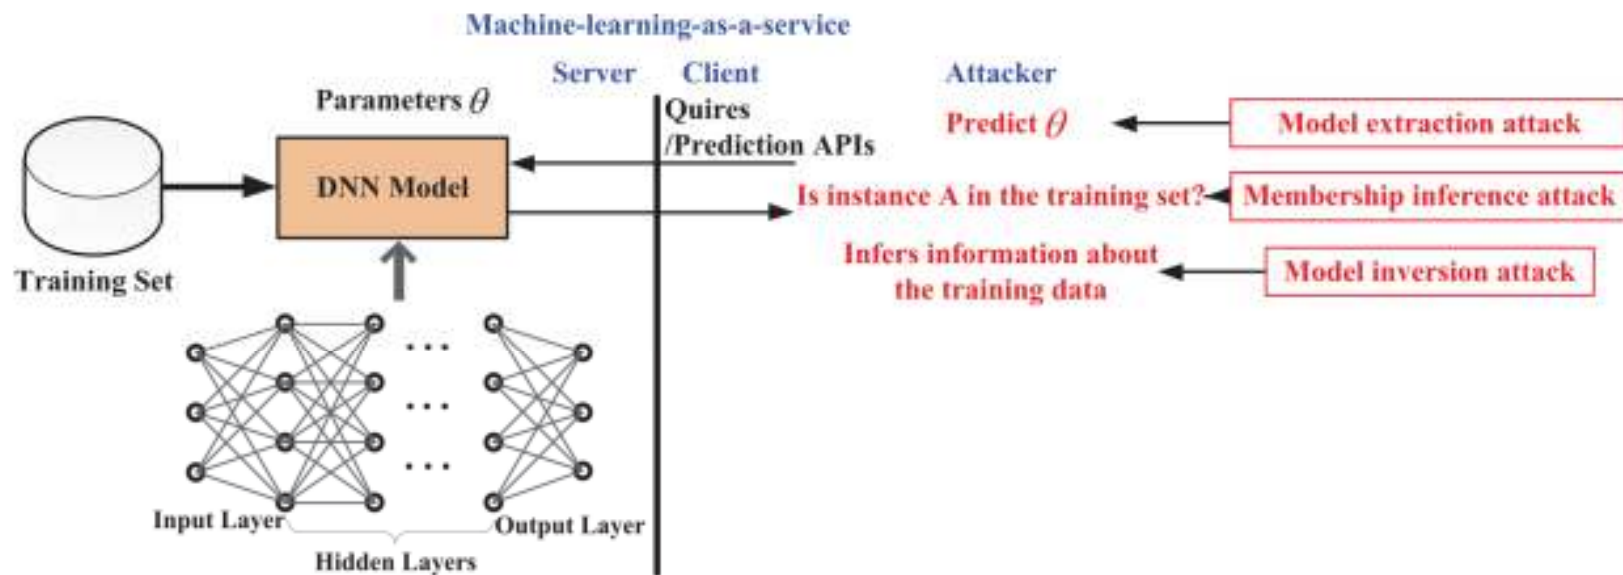 Machine-learning-as-a-service
Server
Client
Attacker
Parameters θ
Quires
/Prediction APIs
Predict θ
Model extraction attack
DNN Model
Is instance A in the training set?
Membership inference attack
Training Set
Infers information about
the training data
Model inversion attack
...
...
...
Input Layer
Output Layer
Hidden Layers